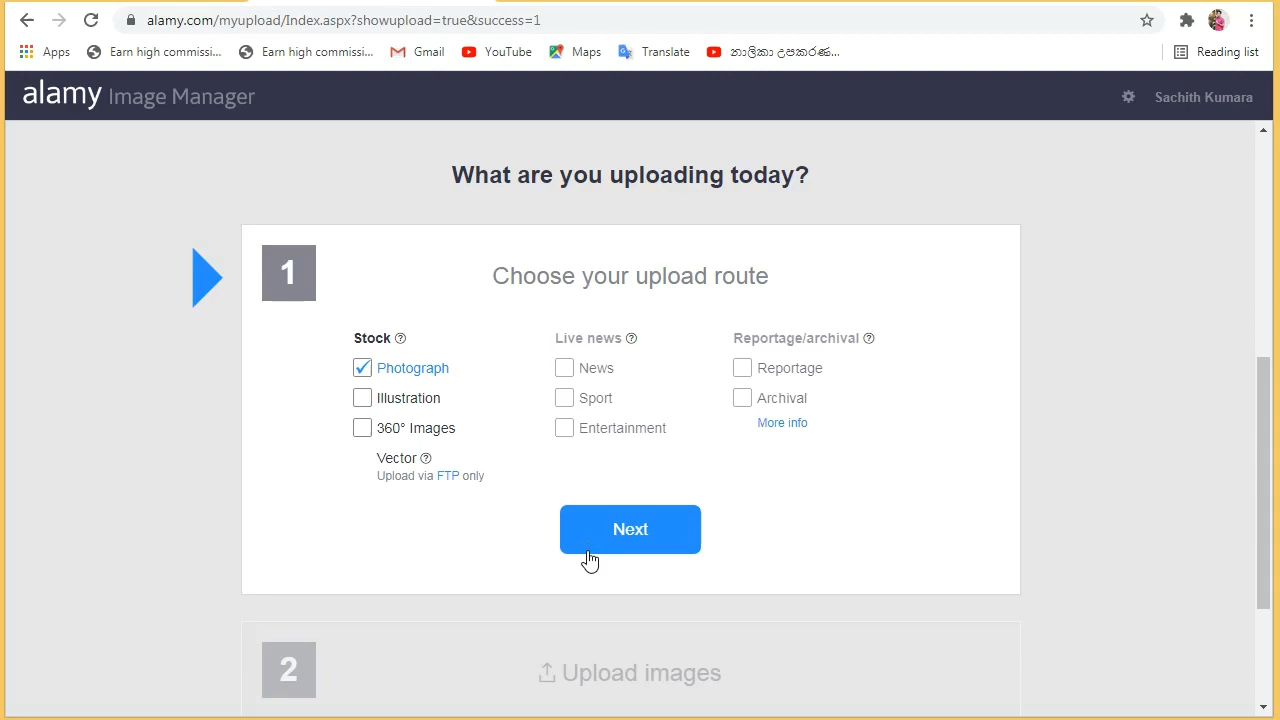 alamy.com/myupload/Index.aspx?showupload=true&success=1
Apps
Earn high commissi...
Earn high commissi...
Gmail
YouTube
Maps
Translate
නාලිකා උපකරණ...
Reading list
alamy Image Manager
Sachith Kumara
What are you uploading today?
1
Choose your upload route
Stock
Photograph
Illustration
360° Images
Vector
Upload via FTP only
Live news
News
Sport
Entertainment
Reportage/archival
Reportage
Archival
More info
Next
2
Upload images